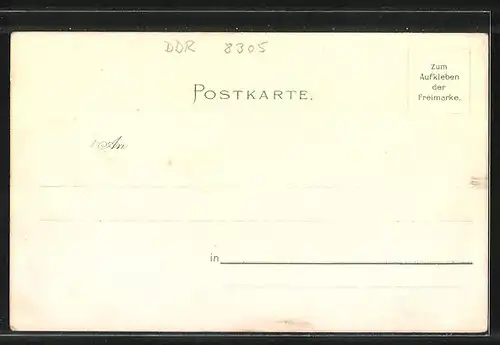 DDR 8305
POSTKARTE.
Zum
Aufkleben
der
Freimarke.
An
in